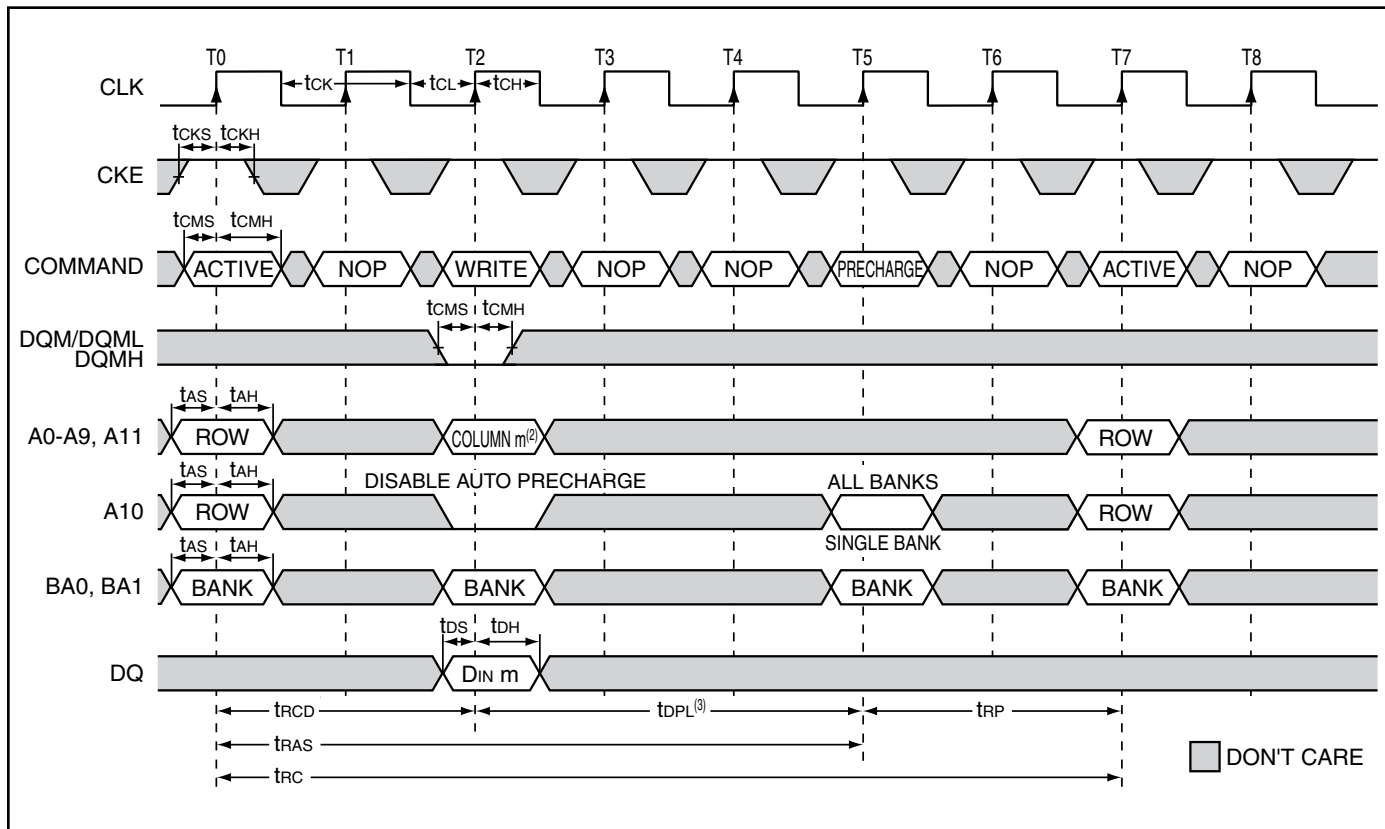 T0 T1 T2 T3 T4 T5 T6 T7 T8
CLK tCK tCL tCH
tCKS tCKH
CKE
tCMS tCMH
COMMAND ACTIVE NOP WRITE NOP NOP PRECHARGE NOP ACTIVE NOP
tCMS tCMH
DQM/DQML
DQMH
tAS tAH
A0-A9, A11 ROW COLUMN m(2) ROW
tAS tAH DISABLE AUTO PRECHARGE ALL BANKS
A10 ROW ROW
tAS tAH SINGLE BANK
BA0, BA1 BANK BANK BANK BANK
tDS tDH
DQ DIN m
tRCD tDPL(3) tRP
tRAS
tRC
DON'T CARE